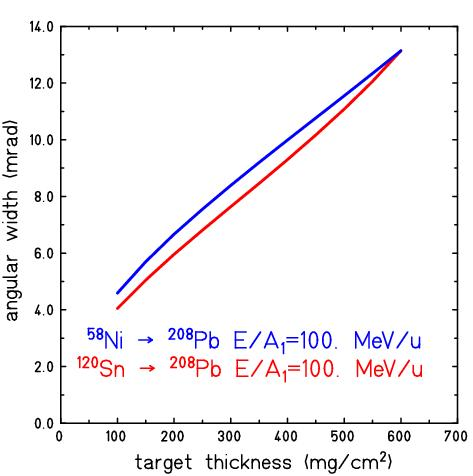 14.0
12.0
10.0
8.0
6.0
4.0
2.0
0.0
angular width (mrad)
⁵⁸Ni → ²⁰⁸Pb E/A₁=100. MeV/u
¹²⁰Sn → ²⁰⁸Pb E/A₁=100. MeV/u
0 100 200 300 400 500 600 700
target thickness (mg/cm²)